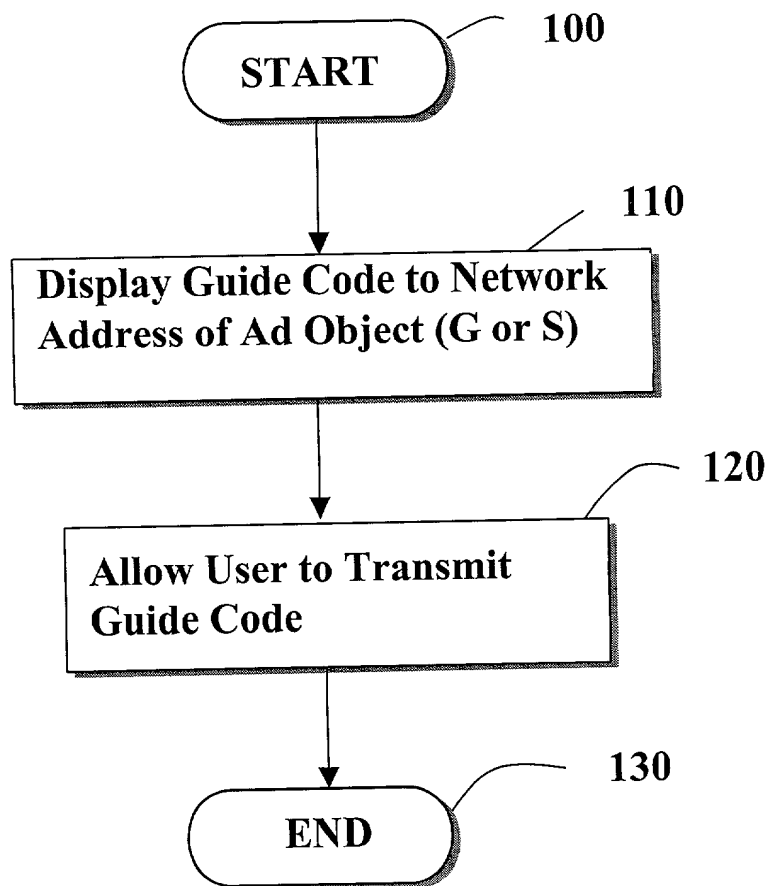 100
START
110
Display Guide Code to Network
Address of Ad Object (G or S)
120
Allow User to Transmit
Guide Code
130
END